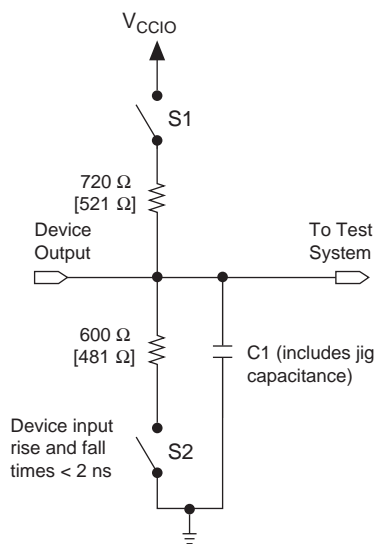 VCCIO
S1
720 Ω
[521 Ω]
Device
Output
To Test
System
600 Ω
[481 Ω]
C1 (includes jig
capacitance)
Device input
rise and fall
times < 2 ns
S2